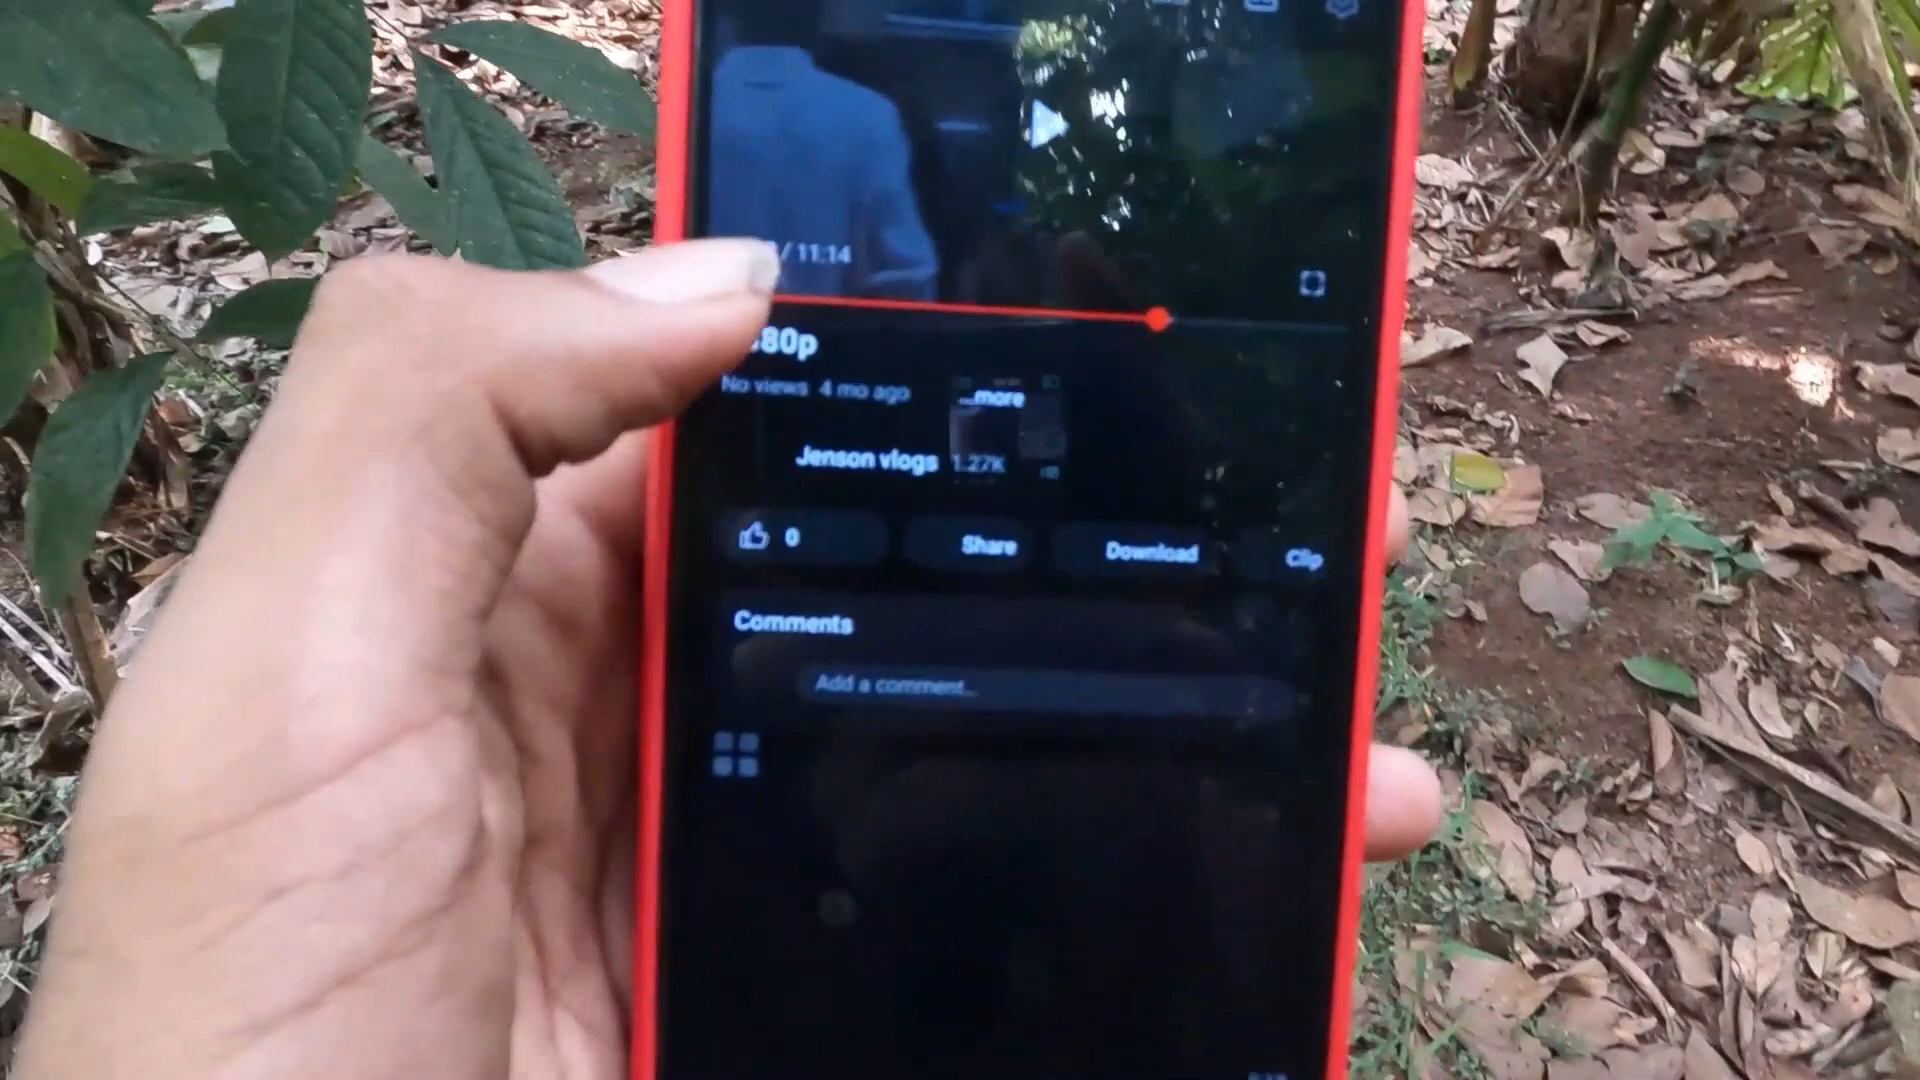 / 11:14
80p
No views 4 mo ago ...more
Jenson vlogs 1.27K
0 Share Download Clip
Comments
Add a comment...